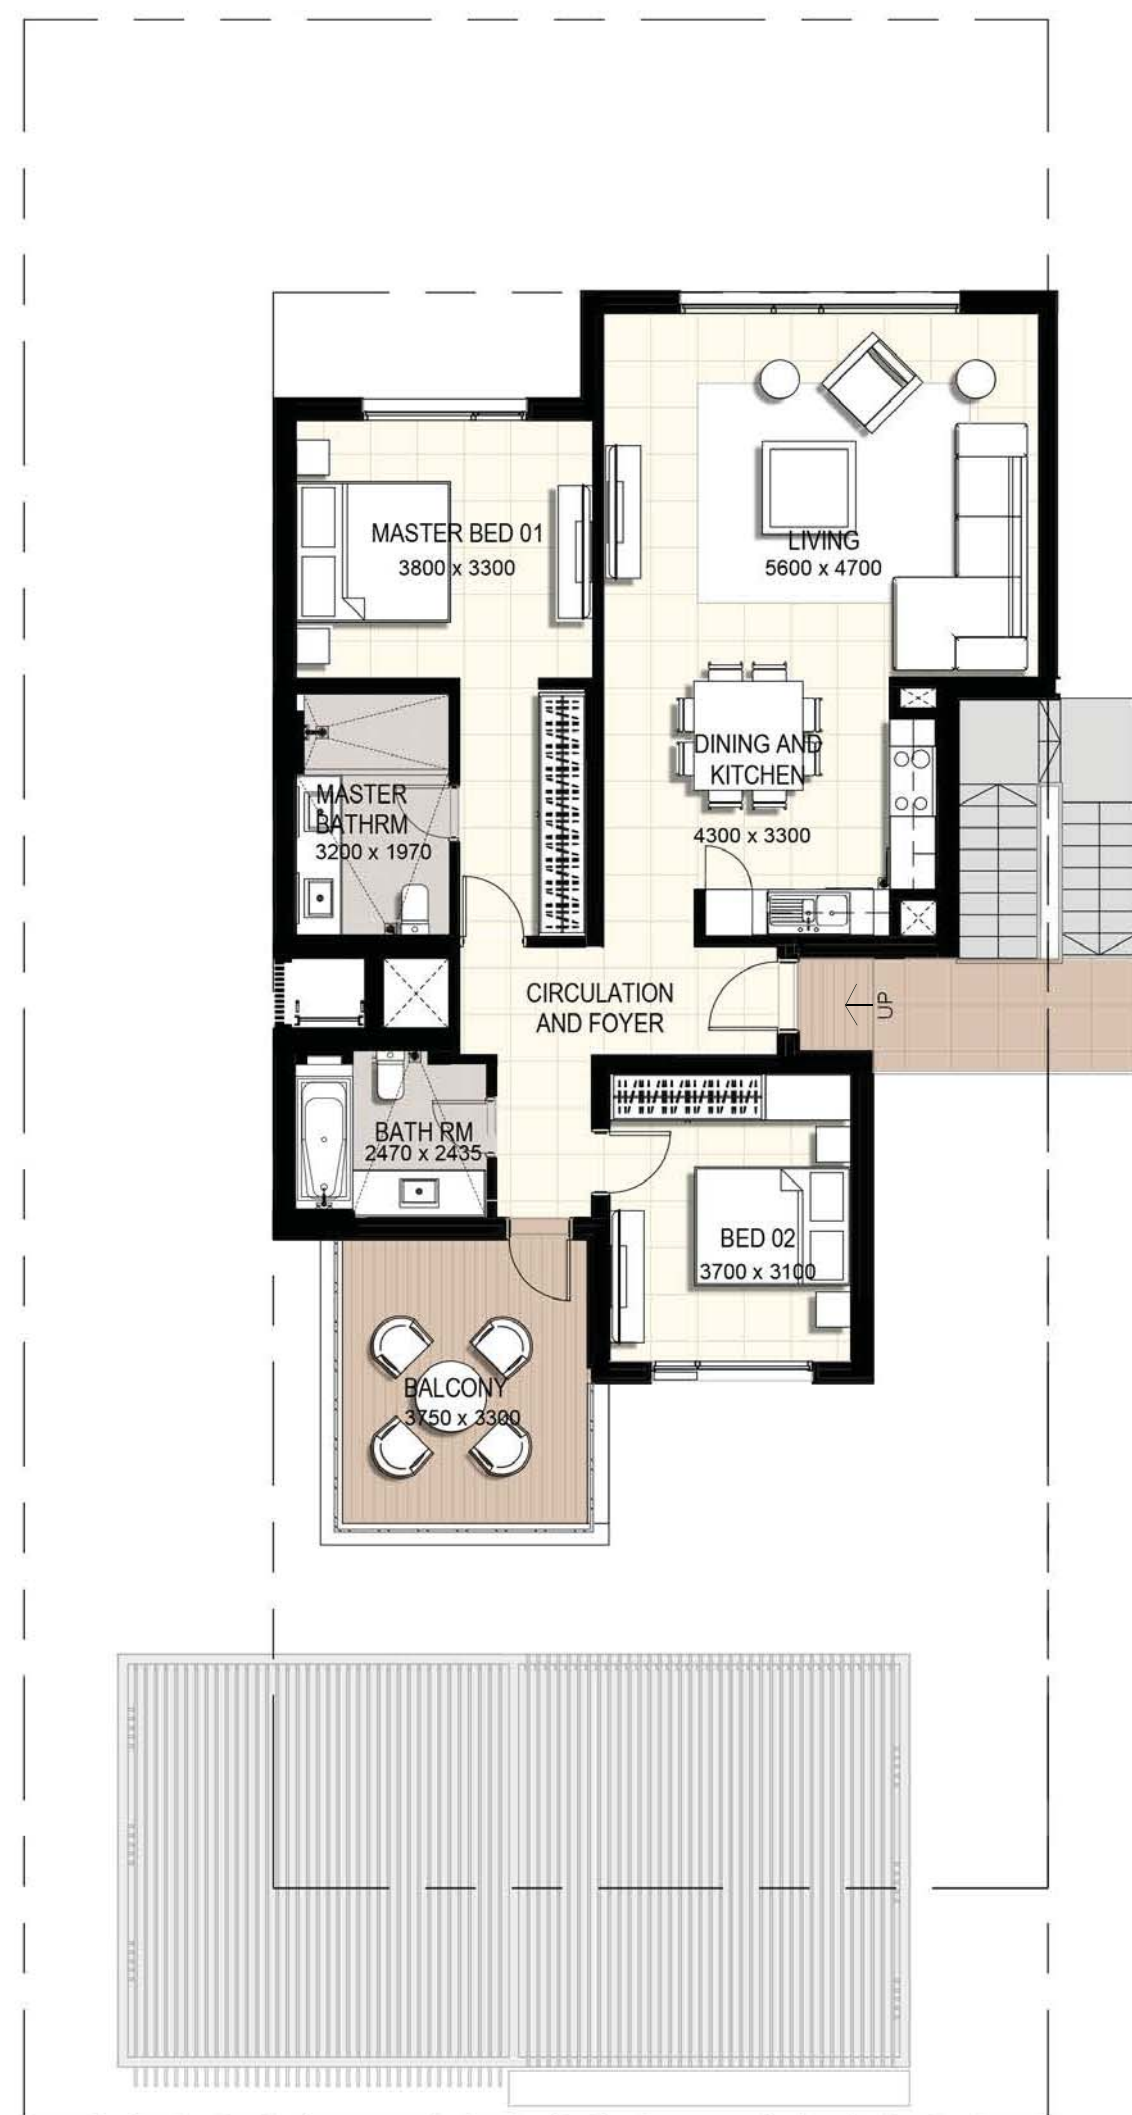 MASTER BED 01
3800 x 3300
LIVING
5600 x 4700
DINING AND
KITCHEN
4300 x 3300
MASTER
BATHRM
3200 x 1970
CIRCULATION
AND FOYER
UP
BATH RM
2470 x 2435
BED 02
3700 x 3100
BALCONY
3750 x 3300